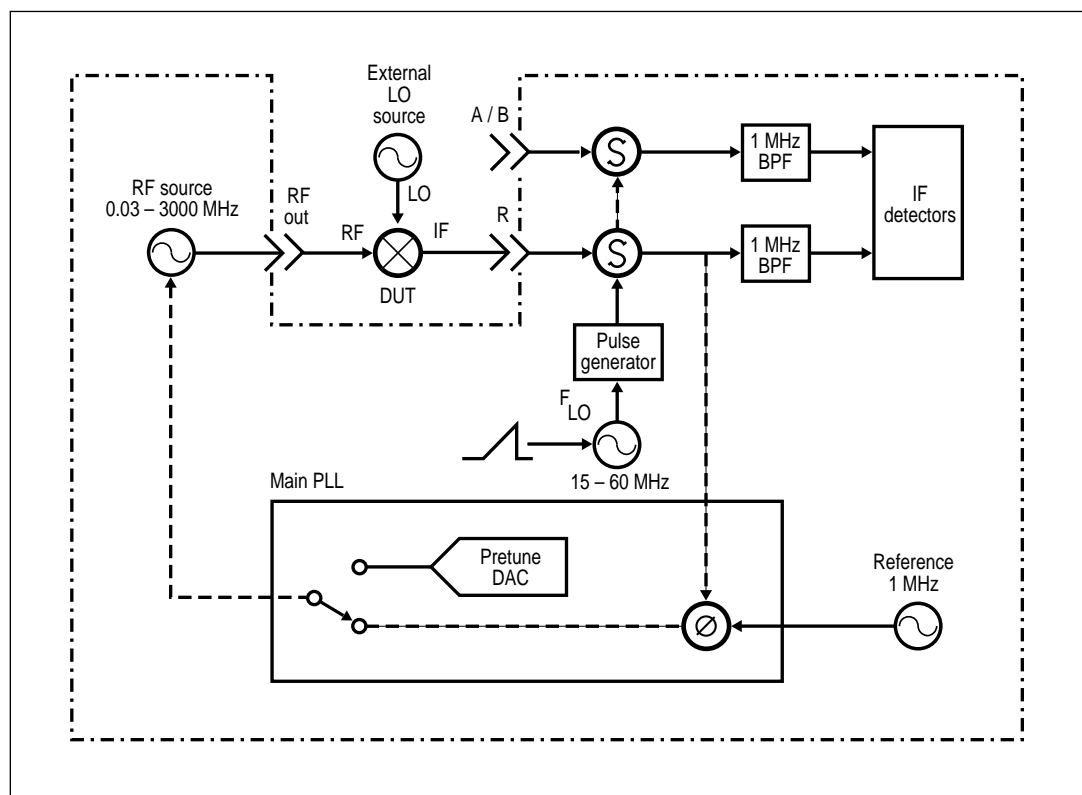 External
LO
source
A / B
1 MHz
BPF
RF source
0.03 – 3000 MHz
RF
out
LO
RF
IF
R
DUT
IF
detectors
1 MHz
BPF
Pulse
generator
F LO
15 – 60 MHz
Main PLL
Pretune
DAC
Reference
1 MHz
Ø